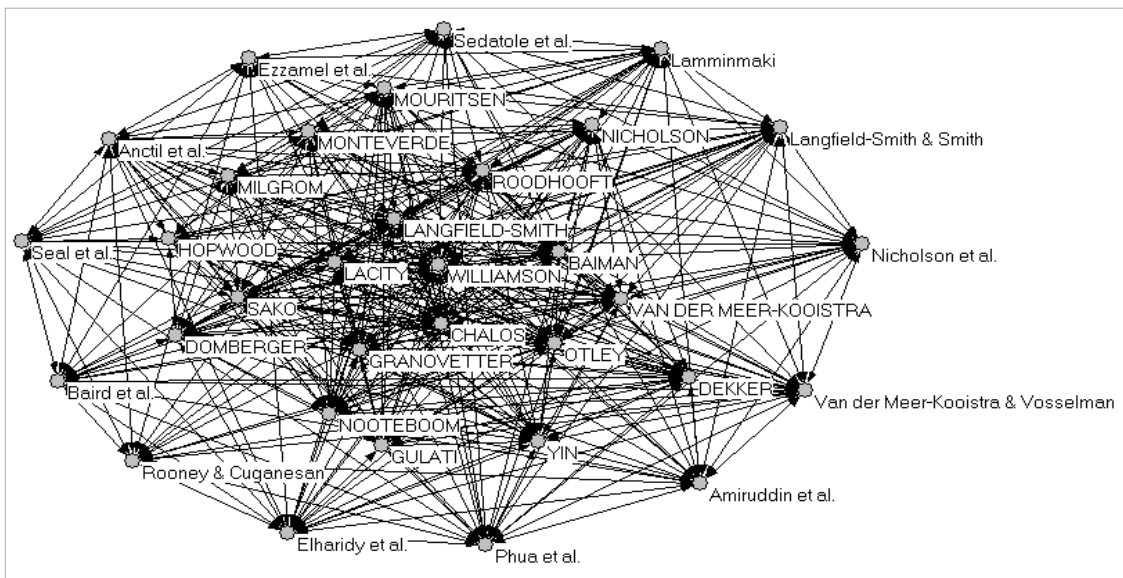 Sedatole et al.
Lamminmaki
Ezzamel et al.
MOURITSEN
NICHOLSON
Langfield-Smith & Smith
Anctil et al.
MONTEVERDE
MILGROM
ROODHOOFT
LANGFIELD-SMITH
Seal et al.
HOPWOOD
BAIMAN
Nicholson et al.
LACITY
WILLIAMSON
SAKO
VAN DER MEER-KOOISTRA
CHALOS
DOMBERGER
GRANOVETTER
OTLEY
Baird et al.
DEKKER
Van der Meer-Kooistra & Vosselman
NOOTEBOOM
GULATI
YIN
Rooney & Cuganesan
Amiruddin et al.
Elharidy et al.
Phua et al.